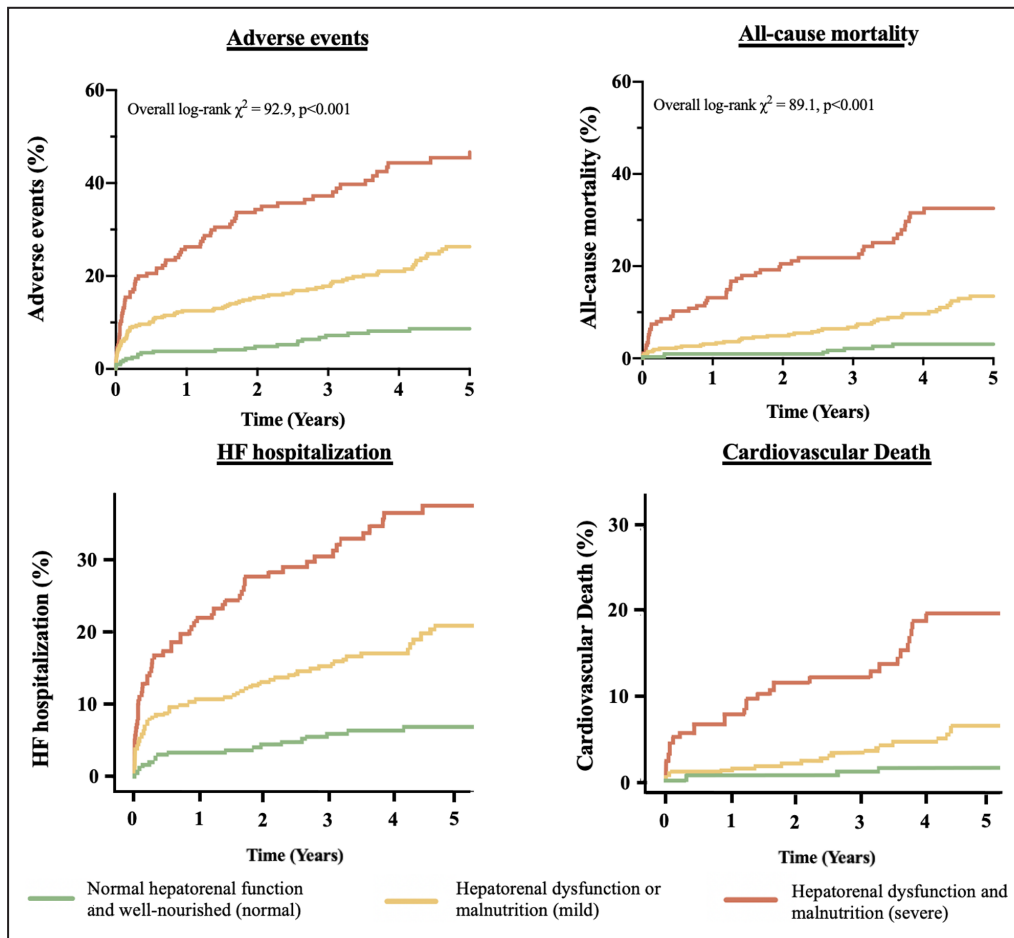 Adverse events
Overall log-rank χ² = 92.9, p<0.001
Adverse events (%)
60
40
20
0
0 1 2 3 4 5
Time (Years)
All-cause mortality
Overall log-rank χ² = 89.1, p<0.001
All-cause mortality (%)
60
40
20
0
0 1 2 3 4 5
Time (Years)
HF hospitalization
HF hospitalization (%)
30
20
10
0
0 1 2 3 4 5
Time (Years)
Cardiovascular Death
Cardiovascular Death (%)
30
20
10
0
0 1 2 3 4 5
Time (Years)
Normal hepatorenal function
and well-nourished (normal)
Hepatorenal dysfunction or
malnutrition (mild)
Hepatorenal dysfunction and
malnutrition (severe)